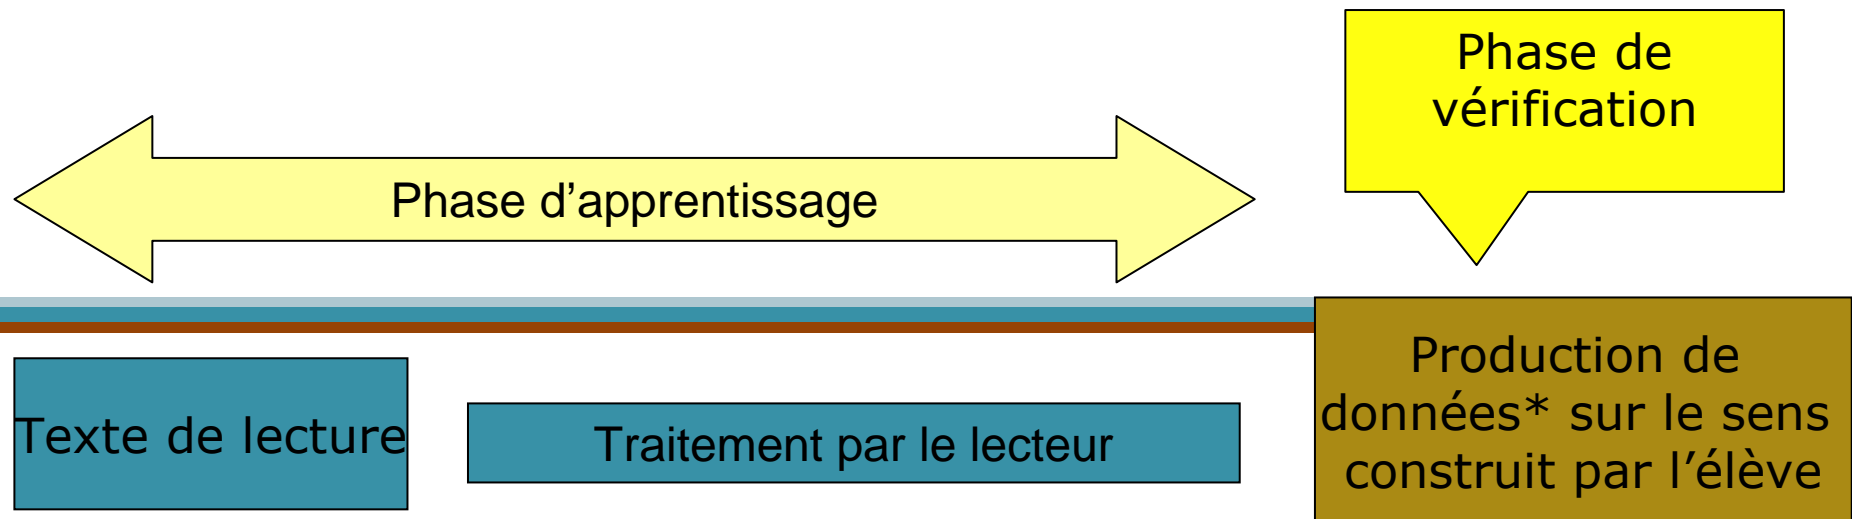 Phase de
vérification
Phase d’apprentissage
Texte de lecture
Traitement par le lecteur
Production de
données* sur le sens
construit par l’élève